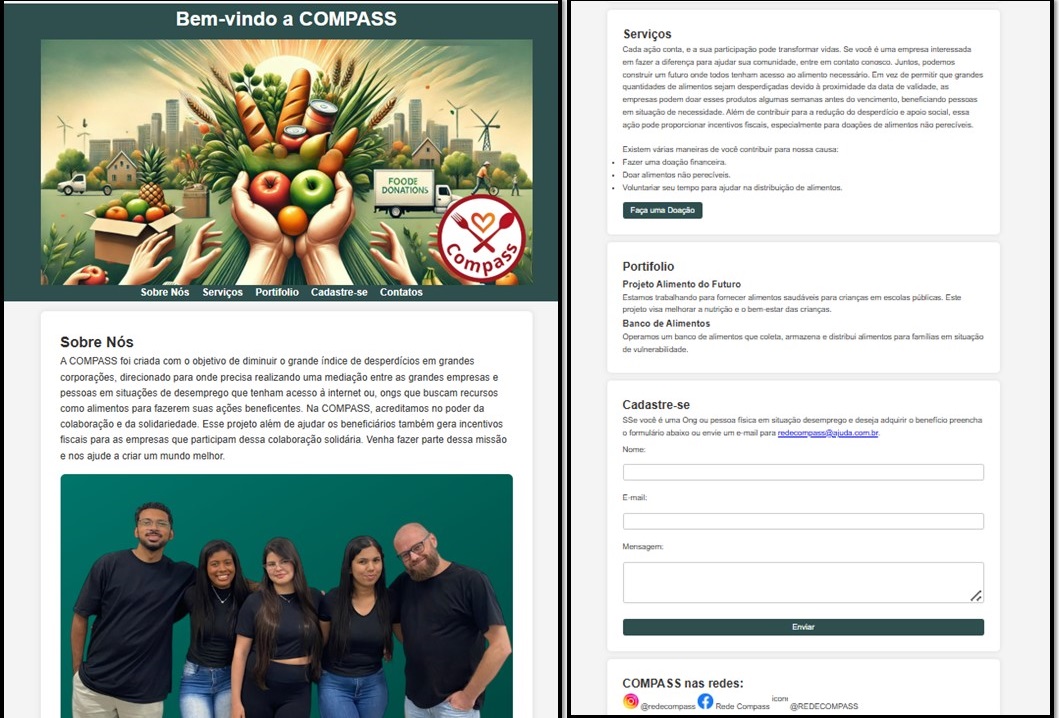 Bem-vindo a COMPASS
FOODE
DONATIONS
Compass
Sobre Nós Serviços Portifolio Cadastre-se Contatos
Sobre Nós
A COMPASS foi criada com o objetivo de diminuir o grande índice de desperdícios em grandes
corporações, direcionado para onde precisa realizando uma mediação entre as grandes empresas e
pessoas em situações de desemprego que tenham acesso à internet ou, ongs que buscam recursos
como alimentos para fazerem suas ações beneficentes. Na COMPASS, acreditamos no poder da
colaboração e da solidariedade. Esse projeto além de ajudar os beneficiários também gera incentivos
fiscais para as empresas que participam dessa colaboração solidária. Venha fazer parte dessa missão
e nos ajude a criar um mundo melhor.
Serviços
Cada ação conta, e a sua participação pode transformar vidas. Se você é uma empresa interessada
em fazer a diferença para ajudar sua comunidade, entre em contato conosco. Juntos, podemos
construir um futuro onde todos tenham acesso ao alimento necessário. Em vez de permitir que grandes
quantidades de alimentos sejam desperdiçadas devido à proximidade da data de validade, as
empresas podem doar esses produtos algumas semanas antes do vencimento, beneficiando pessoas
em situação de necessidade. Além de contribuir para a redução do desperdício e apoio social, essa
ação pode proporcionar incentivos fiscais, especialmente para doações de alimentos não perecíveis.
Existem várias maneiras de você contribuir para nossa causa:
• Fazer uma doação financeira.
• Doar alimentos não perecíveis.
• Voluntariar seu tempo para ajudar na distribuição de alimentos.
Faça uma Doação
Portifolio
Projeto Alimento do Futuro
Estamos trabalhando para fornecer alimentos saudáveis para crianças em escolas públicas. Este
projeto visa melhorar a nutrição e o bem-estar das crianças.
Banco de Alimentos
Operamos um banco de alimentos que coleta, armazena e distribui alimentos para famílias em situação
de vulnerabilidade.
Cadastre-se
SSe você é uma Ong ou pessoa física em situação desemprego e deseja adquirir o benefício preencha
o formulário abaixo ou envie um e-mail para redecompass@ajuda.com.br.
Nome:
E-mail:
Mensagem:
Enviar
COMPASS nas redes:
@redecompass Rede Compass icom @REDECOMPASS